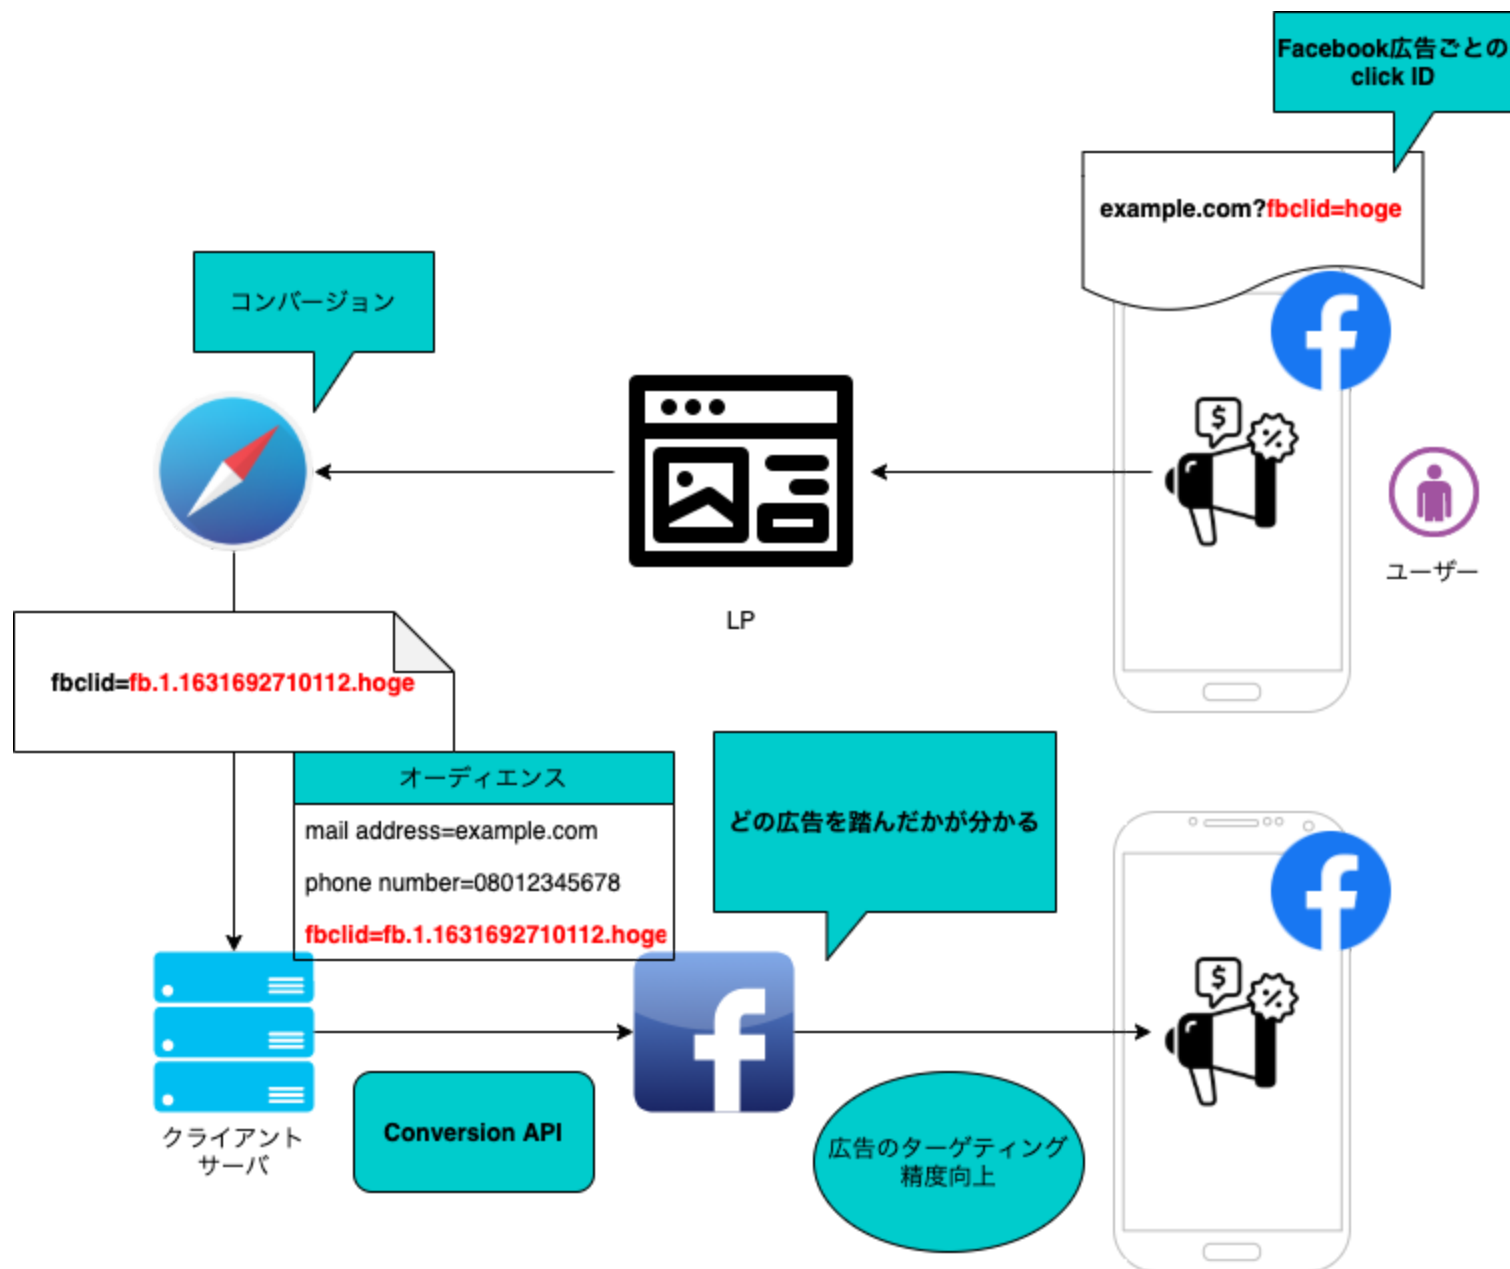 Facebook広告ごとの
click ID
example.com?fbclid=hoge
コンバージョン
ユーザー
LP
fbclid=fb.1.1631692710112.hoge
オーディエンス
mail address=example.com
phone number=08012345678
fbclid=fb.1.1631692710112.hoge
どの広告を踏んだかが分かる
クライアント
サーバ
Conversion API
広告のターゲティング
精度向上